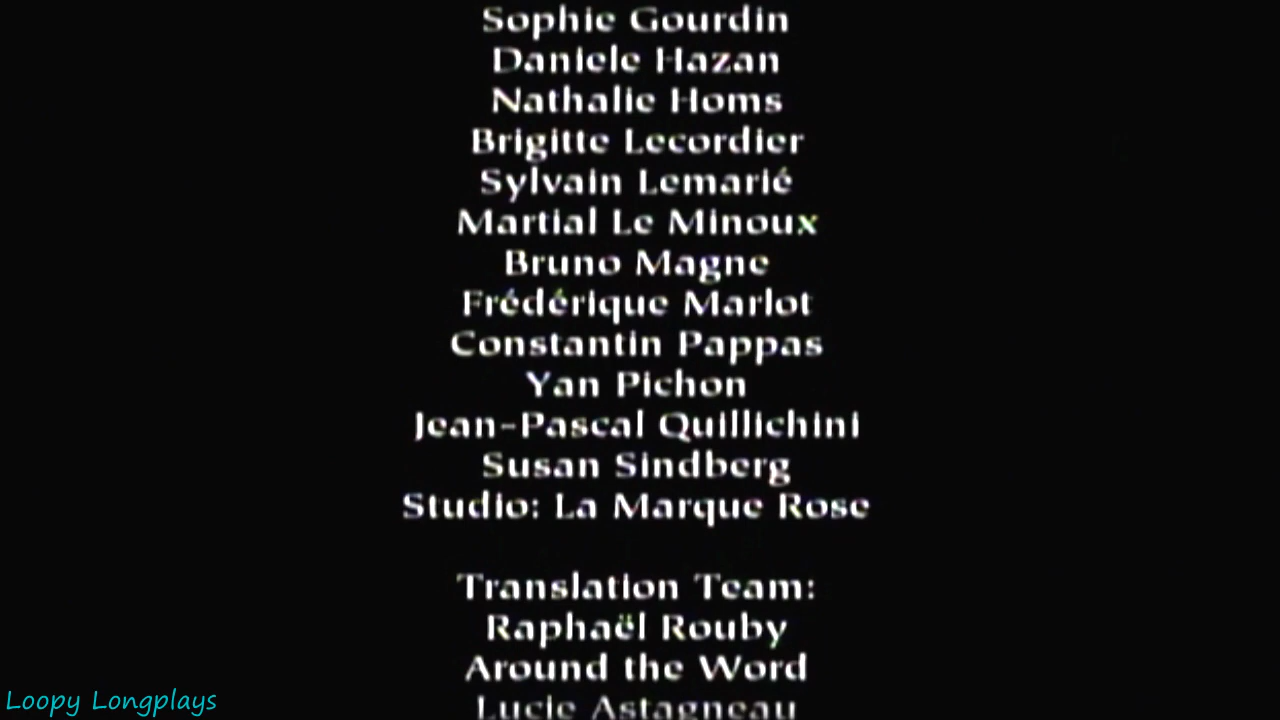 Sophie Gourdin
Daniele Hazan
Nathalie Homs
Brigitte Lecordier
Sylvain Lemarié
Martial Le Minoux
Bruno Magne
Frédérique Marlot
Constantin Pappas
Yan Pichon
Jean-Pascal Quillichini
Susan Sindberg
Studio: La Marque Rose
Translation Team:
Raphaël Rouby
Around the Word
Lucie Astagneau
Loopy Longplays